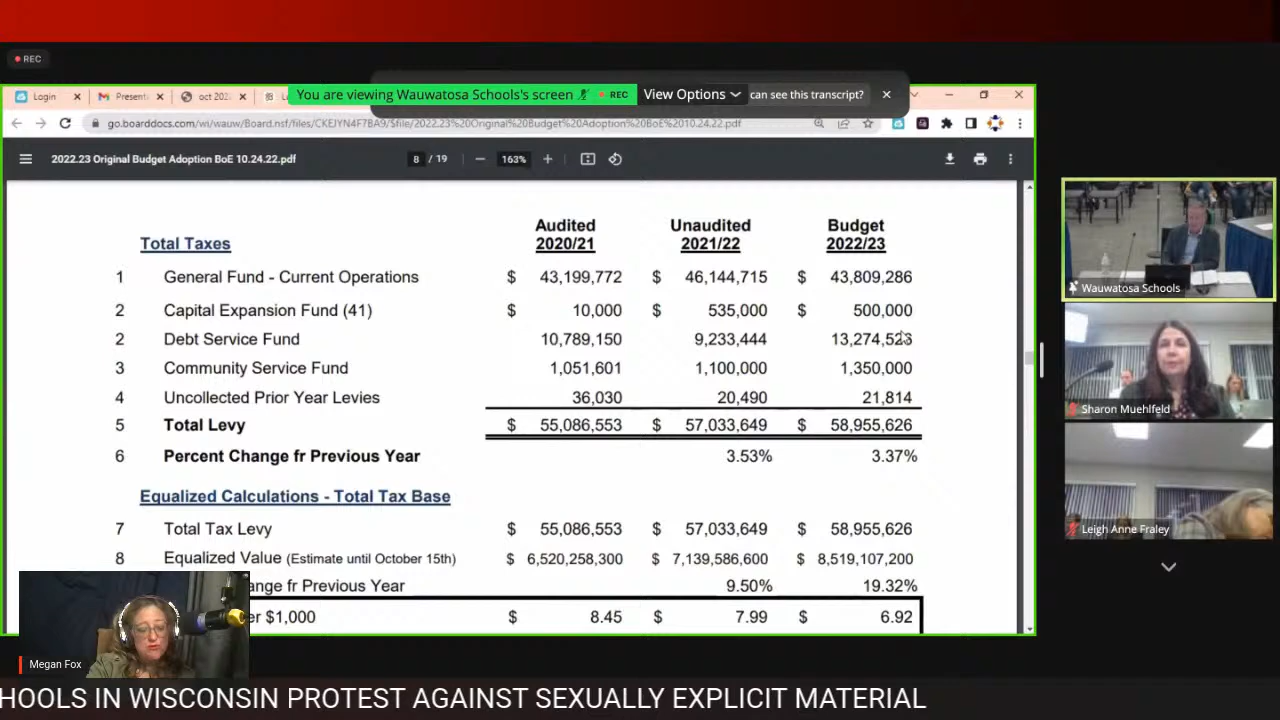 REC
Login
Present
oct 202
You are viewing Wauwatosa Schools's screen
REC
View Options
can see this transcript?
go.boarddocs.com/wi/wauw/Board.nsf/files/CKEJYN4F7BA9/$file/2022.23%20Original%20Budget%20Adoption%20BoE%2010.24.22.pdf
2022.23 Original Budget Adoption BoE 10.24.22.pdf
8 / 19
163%
Total Taxes Audited 2020/21 Unaudited 2021/22 Budget 2022/23
1 General Fund - Current Operations $ 43,199,772 $ 46,144,715 $ 43,809,286
2 Capital Expansion Fund (41) $ 10,000 $ 535,000 $ 500,000
2 Debt Service Fund 10,789,150 9,233,444 13,274,523
3 Community Service Fund 1,051,601 1,100,000 1,350,000
4 Uncollected Prior Year Levies 36,030 20,490 21,814
5 Total Levy $ 55,086,553 $ 57,033,649 $ 58,955,626
6 Percent Change fr Previous Year 3.53% 3.37%
Equalized Calculations - Total Tax Base
7 Total Tax Levy $ 55,086,553 $ 57,033,649 $ 58,955,626
8 Equalized Value (Estimate until October 15th) $ 6,520,258,300 $ 7,139,586,600 $ 8,519,107,200
ange fr Previous Year 9.50% 19.32%
er $1,000 $ 8.45 $ 7.99 $ 6.92
Wauwatosa Schools
Sharon Muehlfeld
Leigh Anne Fraley
Megan Fox
HOOLS IN WISCONSIN PROTEST AGAINST SEXUALLY EXPLICIT MATERIAL